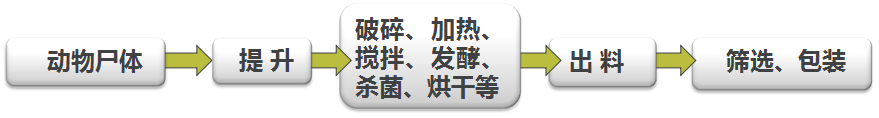 动物尸体
提升
破碎、加热、
搅拌、发酵、
杀菌、烘干等
出料
筛选、包装